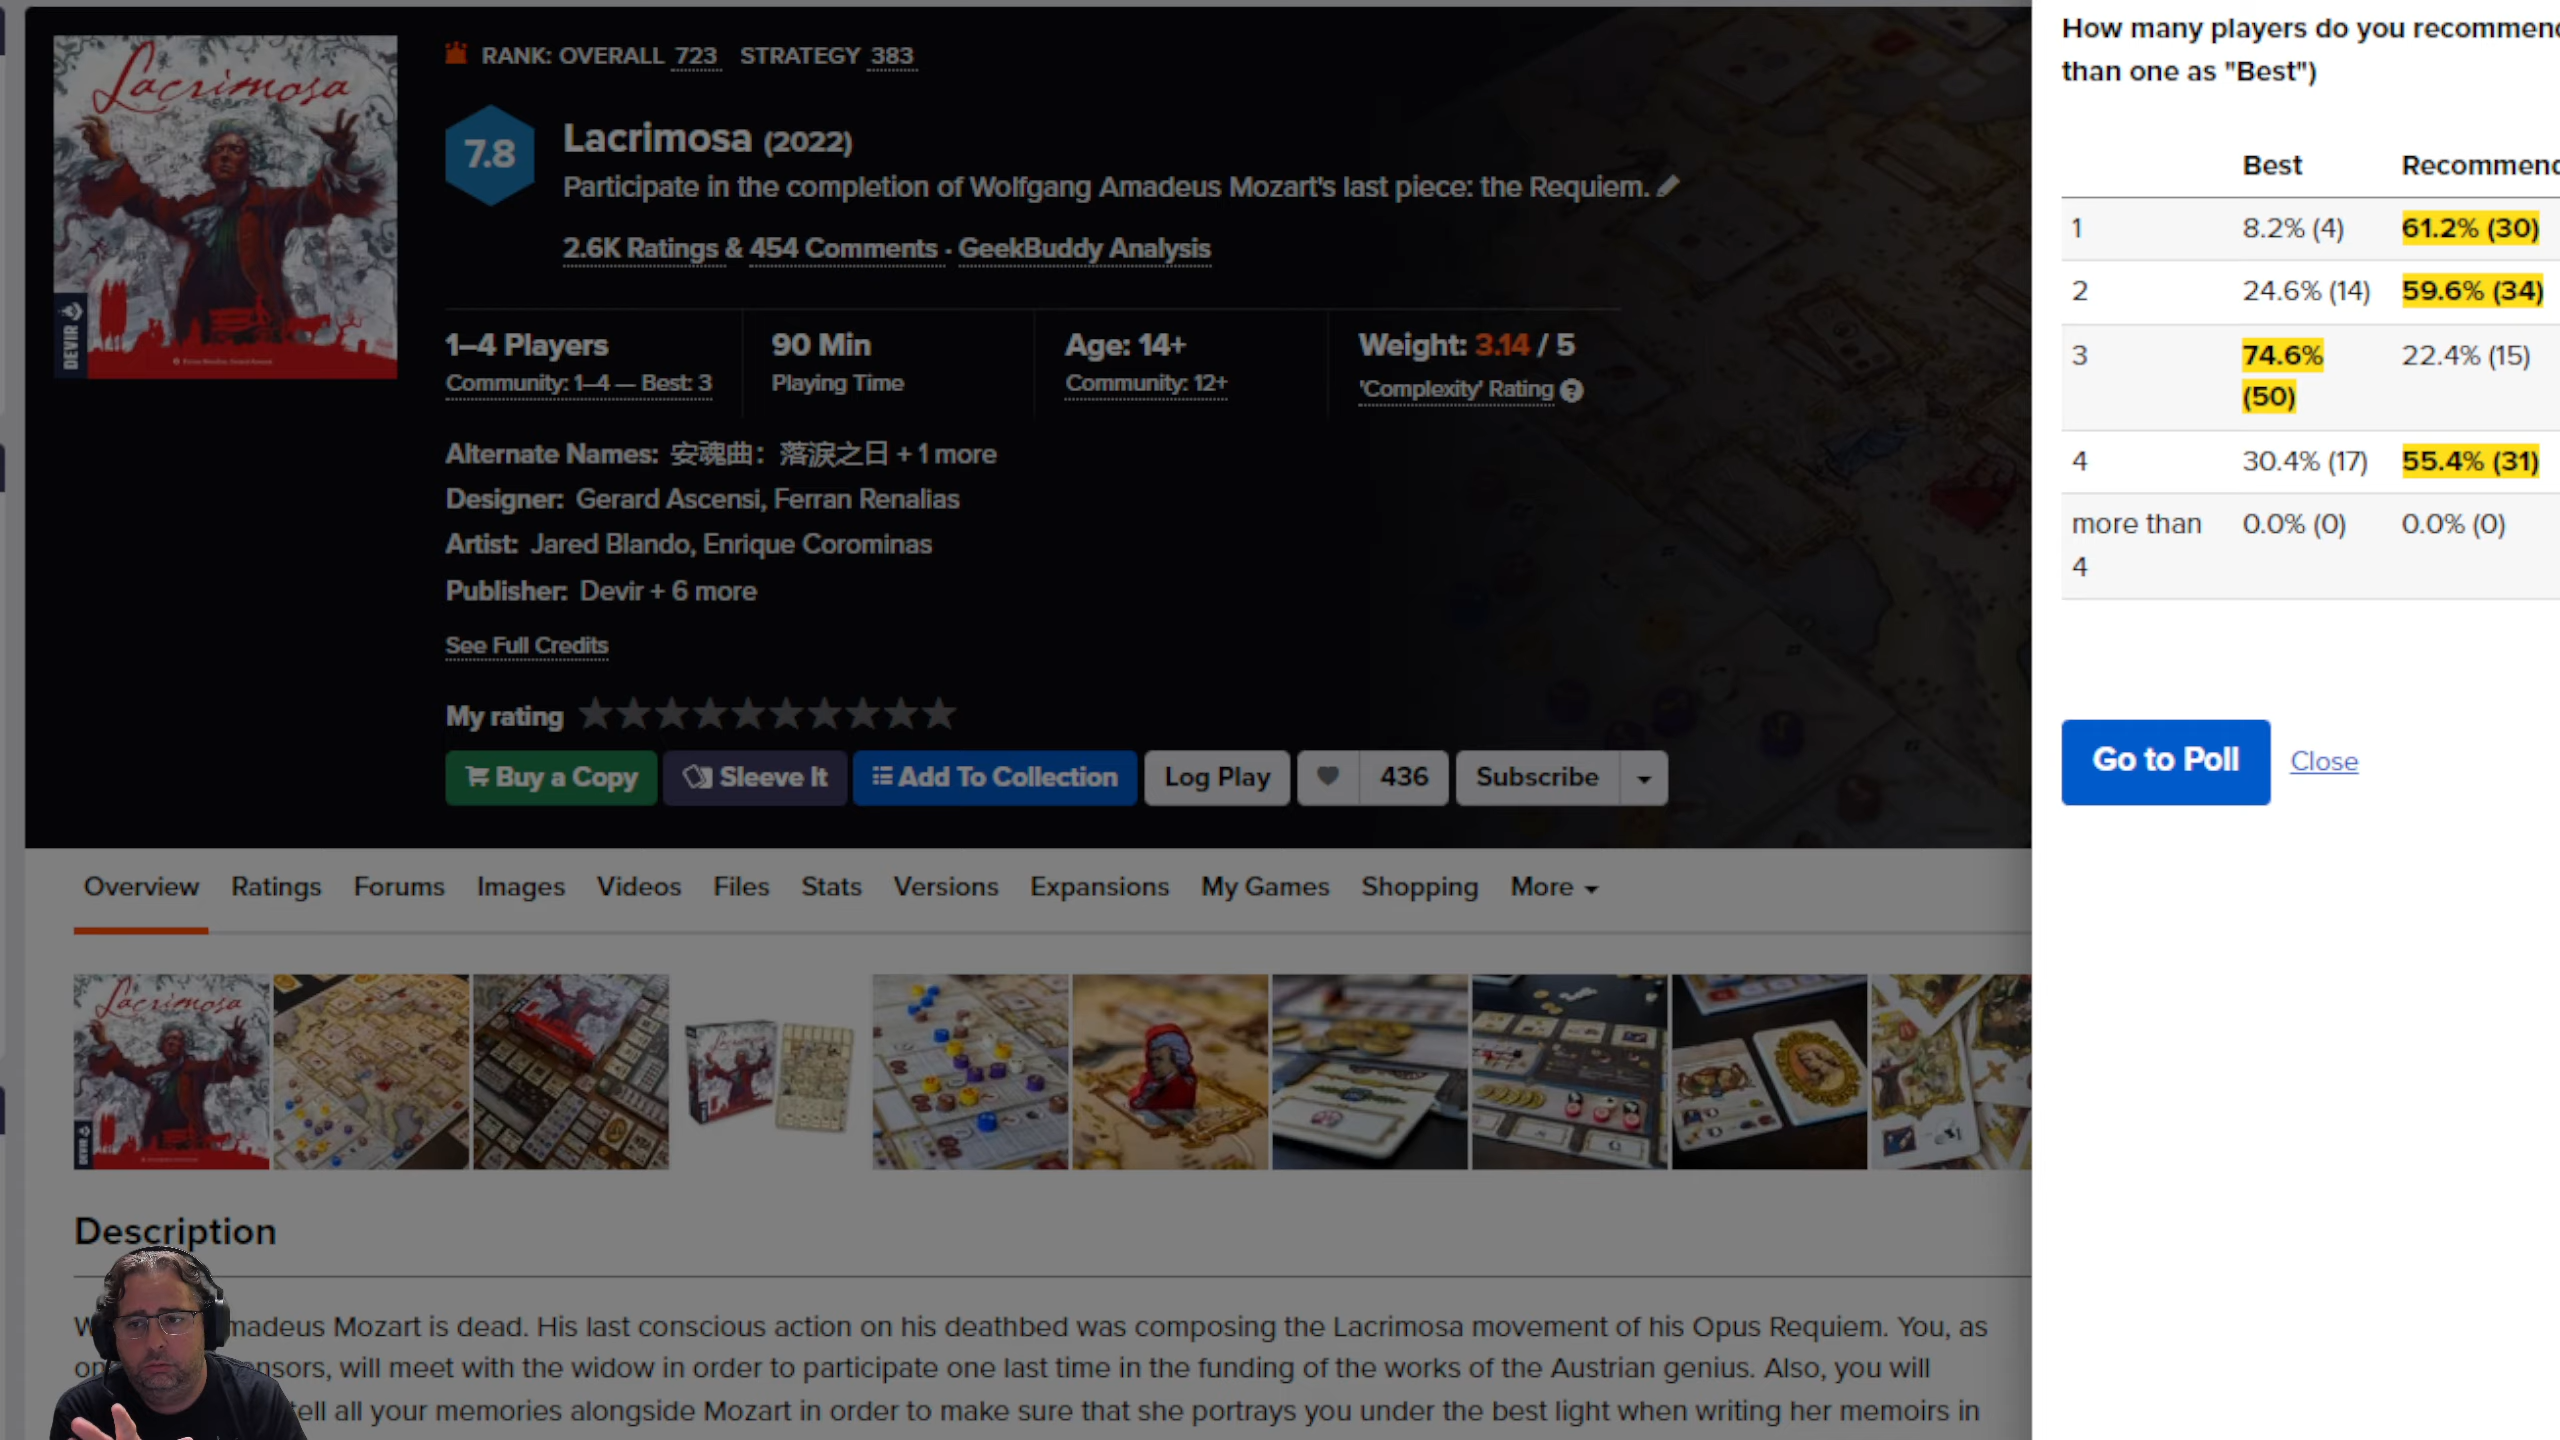 Lacrimosa
DEVIR
RANK: OVERALL 723 STRATEGY 383
7.8
Lacrimosa (2022)
Participate in the completion of Wolfgang Amadeus Mozart's last piece: the Requiem.
2.6K Ratings & 454 Comments · GeekBuddy Analysis
1–4 Players
Community: 1–4 — Best: 3
90 Min
Playing Time
Age: 14+
Community: 12+
Weight: 3.14 / 5
'Complexity' Rating ?
Alternate Names: 安魂曲：落淚之日 + 1 more
Designer: Gerard Ascensi, Ferran Renalias
Artist: Jared Blando, Enrique Corominas
Publisher: Devir + 6 more
See Full Credits
My rating
Buy a Copy Sleeve It Add To Collection Log Play 436 Subscribe
How many players do you recommend
than one as "Best")
Best Recommend
1 8.2% (4) 61.2% (30)
2 24.6% (14) 59.6% (34)
3 74.6% (50) 22.4% (15)
4 30.4% (17) 55.4% (31)
more than 4 0.0% (0) 0.0% (0)
Go to Poll Close
Overview Ratings Forums Images Videos Files Stats Versions Expansions My Games Shopping More
Lacrimosa
DEVIR
Description
madeus Mozart is dead. His last conscious action on his deathbed was composing the Lacrimosa movement of his Opus Requiem. You, as
on nsors, will meet with the widow in order to participate one last time in the funding of the works of the Austrian genius. Also, you will
tell all your memories alongside Mozart in order to make sure that she portrays you under the best light when writing her memoirs in